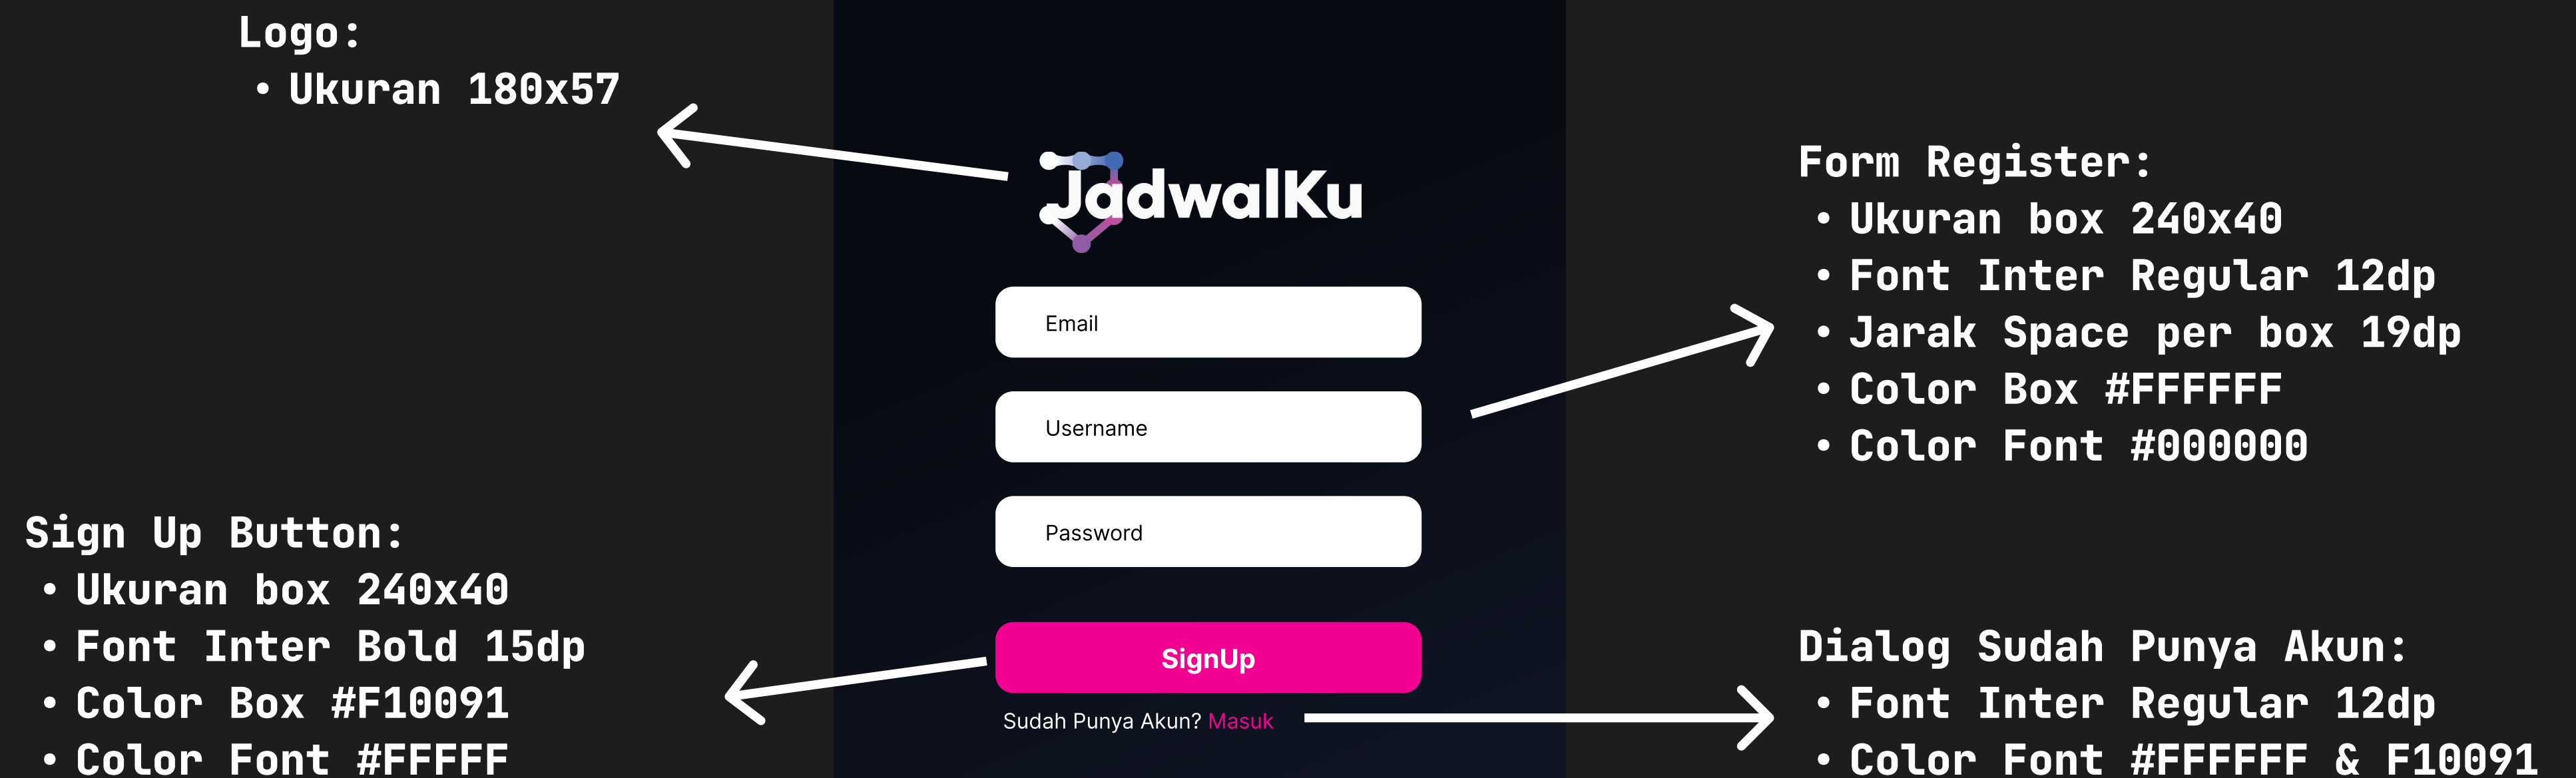 Logo:
• Ukuran 180x57
JadwalKu
Email
Username
Password
SignUp
Sudah Punya Akun? Masuk
Form Register:
• Ukuran box 240x40
• Font Inter Regular 12dp
• Jarak Space per box 19dp
• Color Box #FFFFFF
• Color Font #000000
Sign Up Button:
• Ukuran box 240x40
• Font Inter Bold 15dp
• Color Box #F10091
• Color Font #FFFFF
Dialog Sudah Punya Akun:
• Font Inter Regular 12dp
• Color Font #FFFFFF & F10091